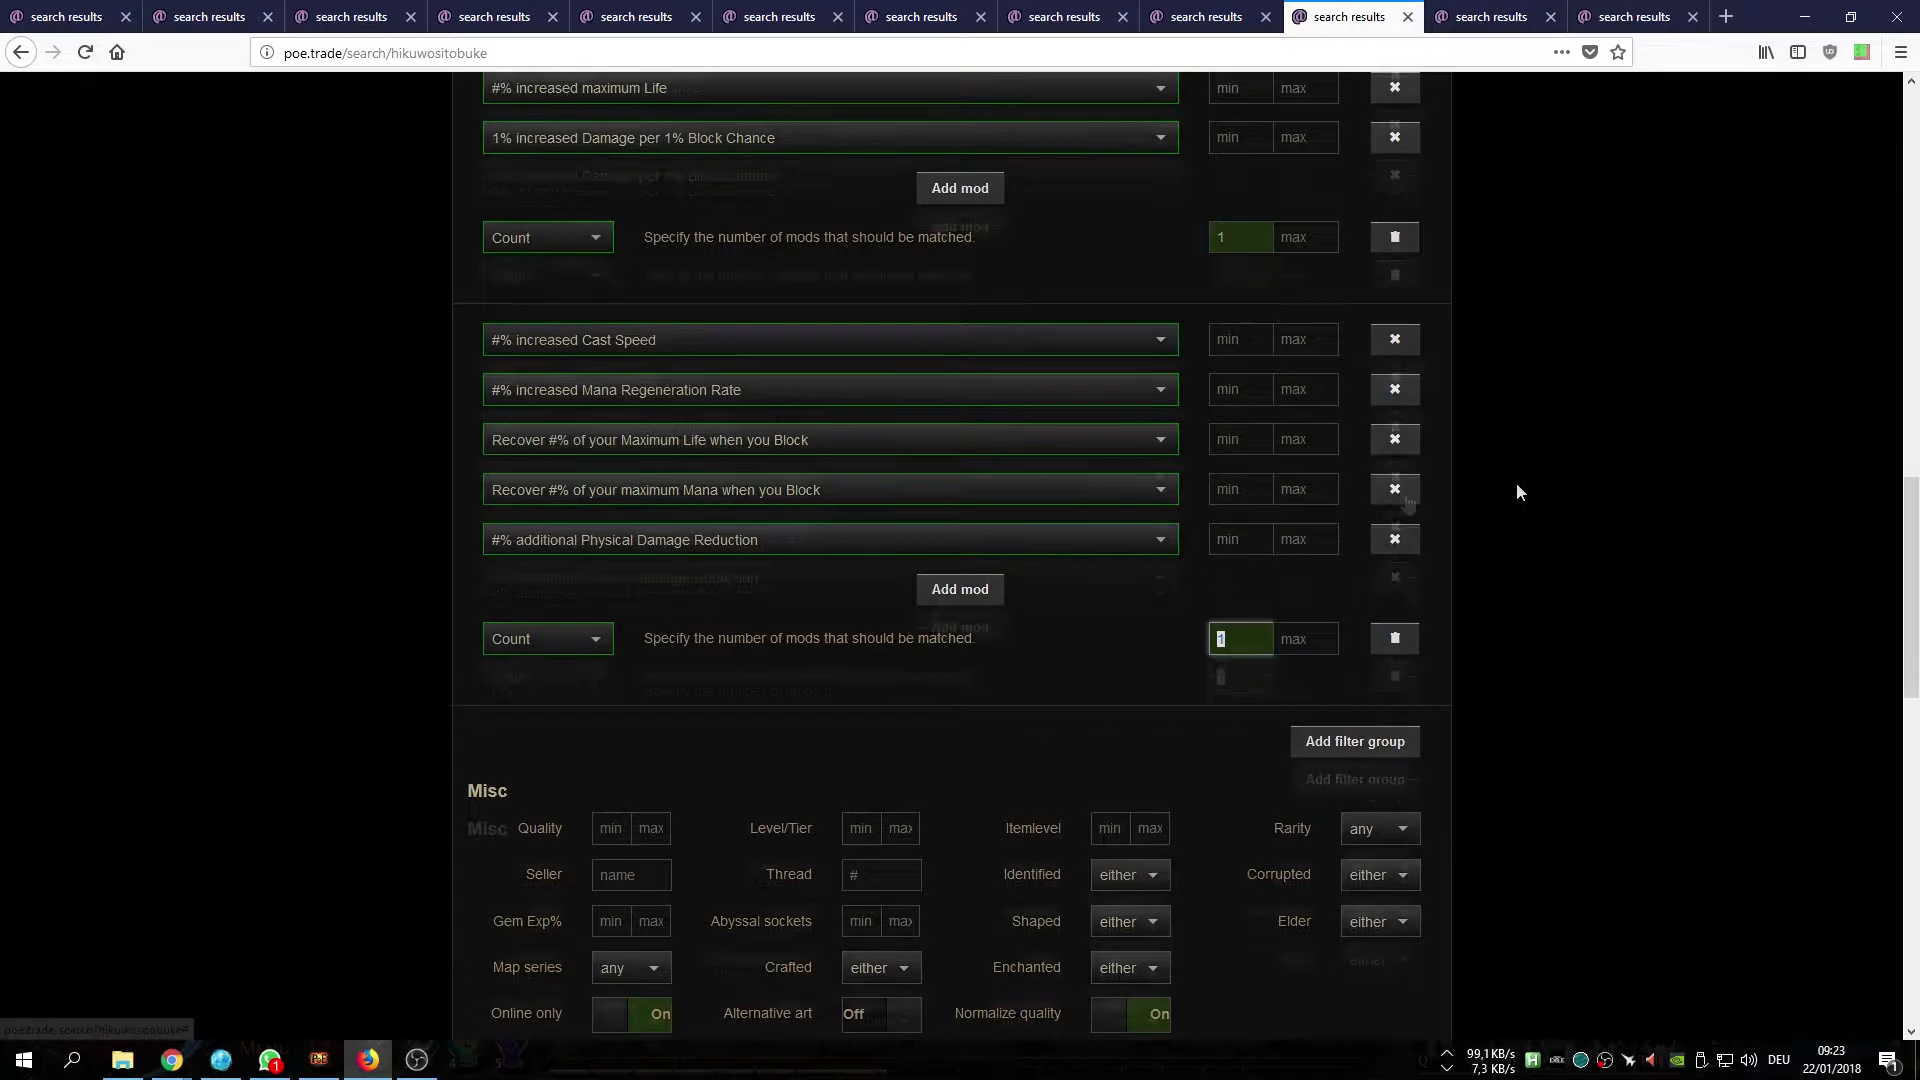 search results search results search results search results search results search results search results search results search results search results search results search results
poe.trade/search/hikuwositobuke
#% increased maximum Life min max
1% increased Damage per 1% Block Chance min max
Add mod
Count Specify the number of mods that should be matched. 1 max
#% increased Cast Speed min max
#% increased Mana Regeneration Rate min max
Recover #% of your Maximum Life when you Block min max
Recover #% of your maximum Mana when you Block min max
#% additional Physical Damage Reduction min max
Add mod
Count Specify the number of mods that should be matched. 1 max
Add filter group
Misc
Quality min max Level/Tier min max Itemlevel min max Rarity any
Seller name Thread # Identified either Corrupted either
Gem Exp% min max Abyssal sockets min max Shaped either Elder either
Map series any Crafted either Enchanted either
Online only On Alternative art Off Normalize quality On
poe.trade/search/hikuwositobuke#
99,1KB/s
7,3 KB/s
DEU
09:23
22/01/2018